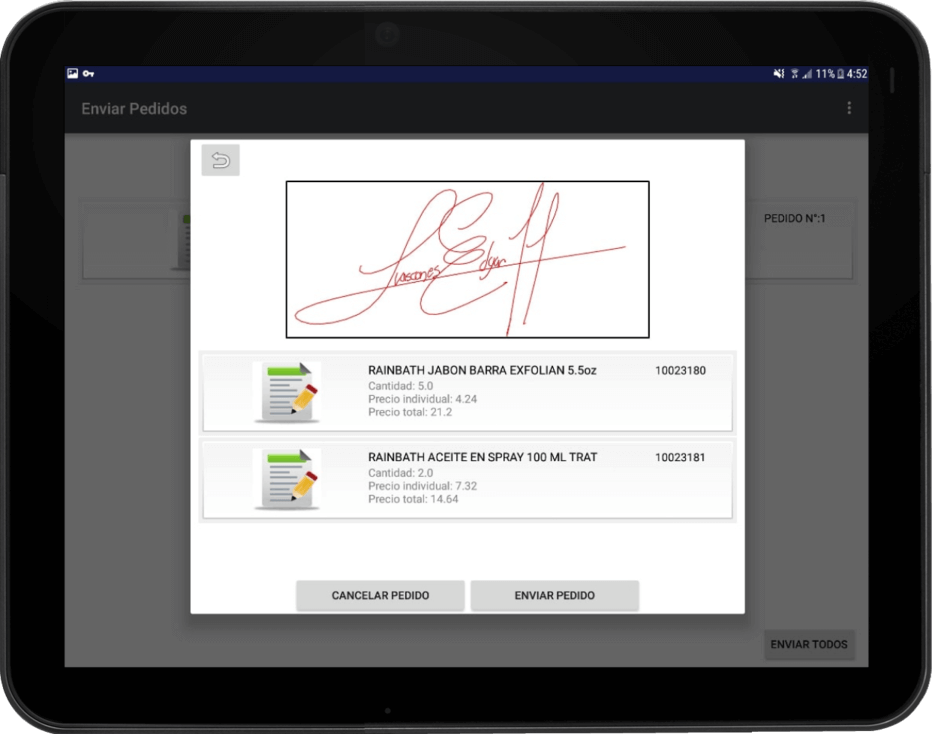 11% 4:52
Enviar Pedidos
PEDIDO N°:1
Edgar
RAINBATH JABON BARRA EXFOLIAN 5.5oz 10023180
Cantidad: 5.0
Precio individual: 4.24
Precio total: 21.2
RAINBATH ACEITE EN SPRAY 100 ML TRAT 10023181
Cantidad: 2.0
Precio individual: 7.32
Precio total: 14.64
CANCELAR PEDIDO ENVIAR PEDIDO
ENVIAR TODOS